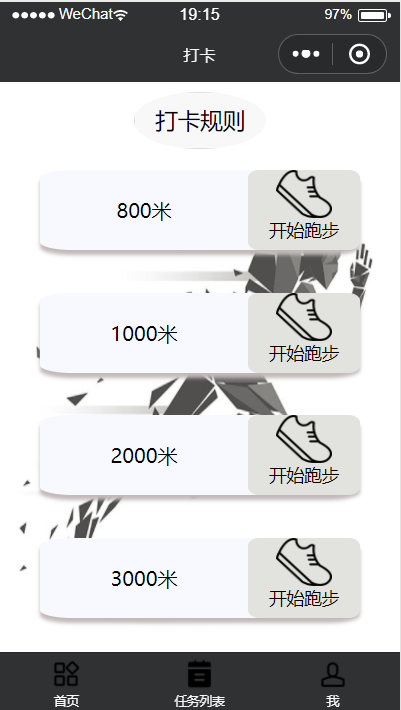 WeChat 19:15 97%
打卡
打卡规则
800米
开始跑步
1000米
开始跑步
2000米
开始跑步
3000米
开始跑步
首页 任务列表 我